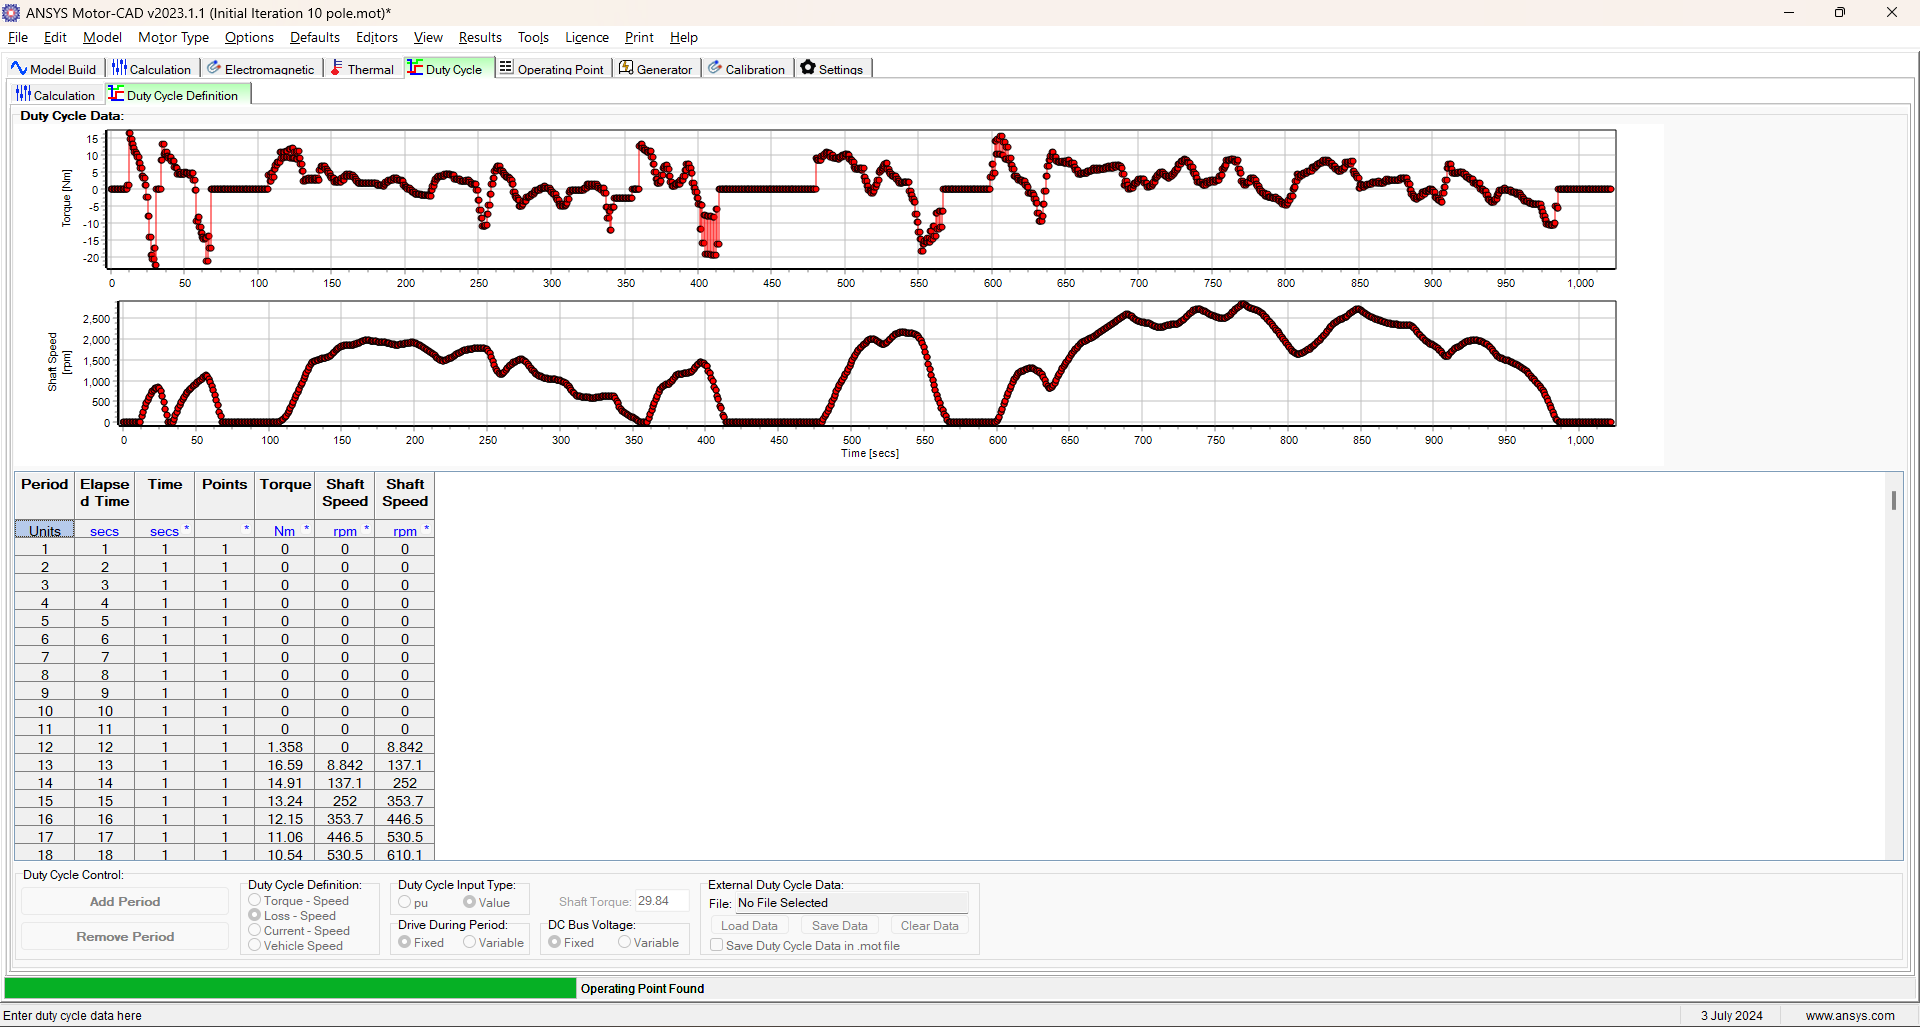 ANSYS Motor-CAD v2023.1.1 (Initial Iteration 10 pole.mot)*
File Edit Model Motor Type Options Defaults Editors View Results Tools Licence Print Help
Model Build Calculation Electromagnetic Thermal Duty Cycle Operating Point Generator Calibration Settings
Calculation Duty Cycle Definition
Duty Cycle Data:
Torque [Nm]
15
10
5
0
-5
-10
-15
-20
0 50 100 150 200 250 300 350 400 450 500 550 600 650 700 750 800 850 900 950 1,000
Shaft Speed
[rpm]
2,500
2,000
1,500
1,000
500
0
0 50 100 150 200 250 300 350 400 450 500 550 600 650 700 750 800 850 900 950 1,000
Time [secs]
Period Elapse Time Points Torque Shaft Shaft
d Time Speed Speed
Units secs secs * * Nm * rpm * rpm *
1 1 1 1 0 0 0
2 2 1 1 0 0 0
3 3 1 1 0 0 0
4 4 1 1 0 0 0
5 5 1 1 0 0 0
6 6 1 1 0 0 0
7 7 1 1 0 0 0
8 8 1 1 0 0 0
9 9 1 1 0 0 0
10 10 1 1 0 0 0
11 11 1 1 0 0 0
12 12 1 1 1.358 0 8.842
13 13 1 1 16.59 8.842 137.1
14 14 1 1 14.91 137.1 252
15 15 1 1 13.24 252 353.7
16 16 1 1 12.15 353.7 446.5
17 17 1 1 11.06 446.5 530.5
18 18 1 1 10.54 530.5 610.1
Duty Cycle Control:
Add Period
Remove Period
Duty Cycle Definition:
Torque - Speed
Loss - Speed
Current - Speed
Vehicle Speed
Duty Cycle Input Type:
pu Value
Drive During Period:
Fixed Variable
Shaft Torque: 29.84
DC Bus Voltage:
Fixed Variable
External Duty Cycle Data:
File: No File Selected
Load Data Save Data Clear Data
Save Duty Cycle Data in .mot file
Operating Point Found
Enter duty cycle data here 3 July 2024 www.ansys.com